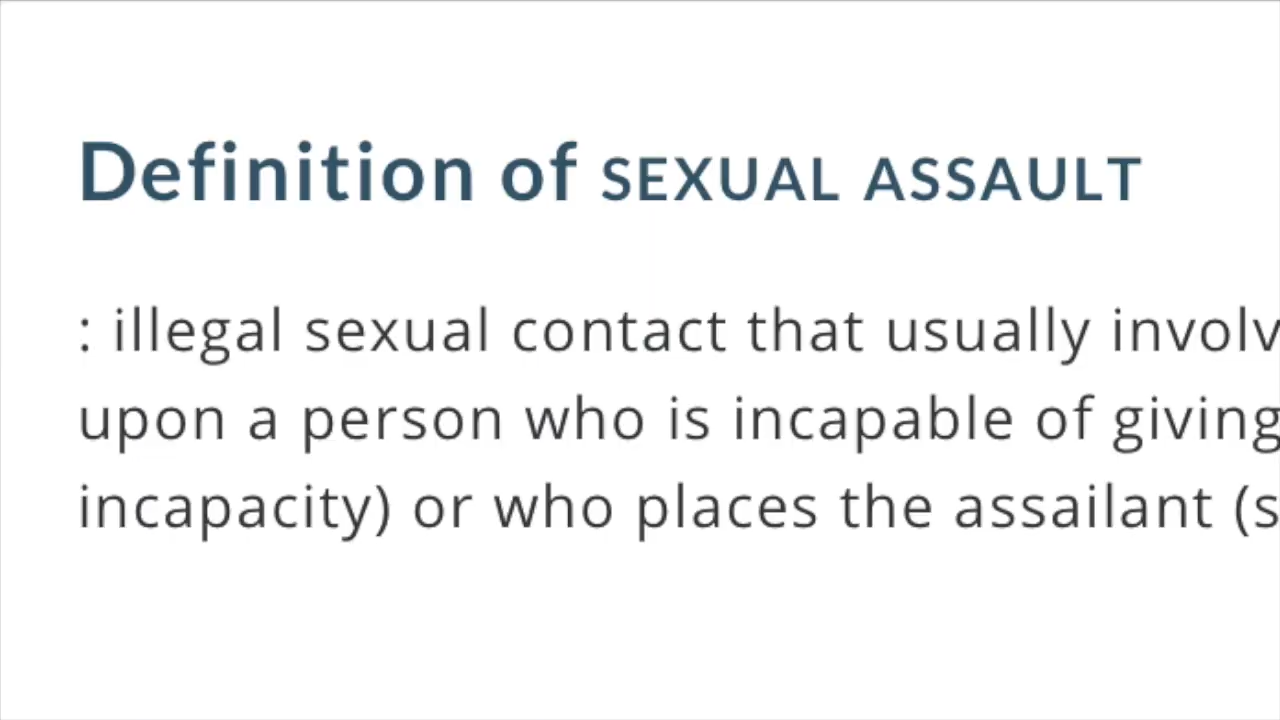 Definition of SEXUAL ASSAULT
: illegal sexual contact that usually involv
upon a person who is incapable of giving
incapacity) or who places the assailant (s